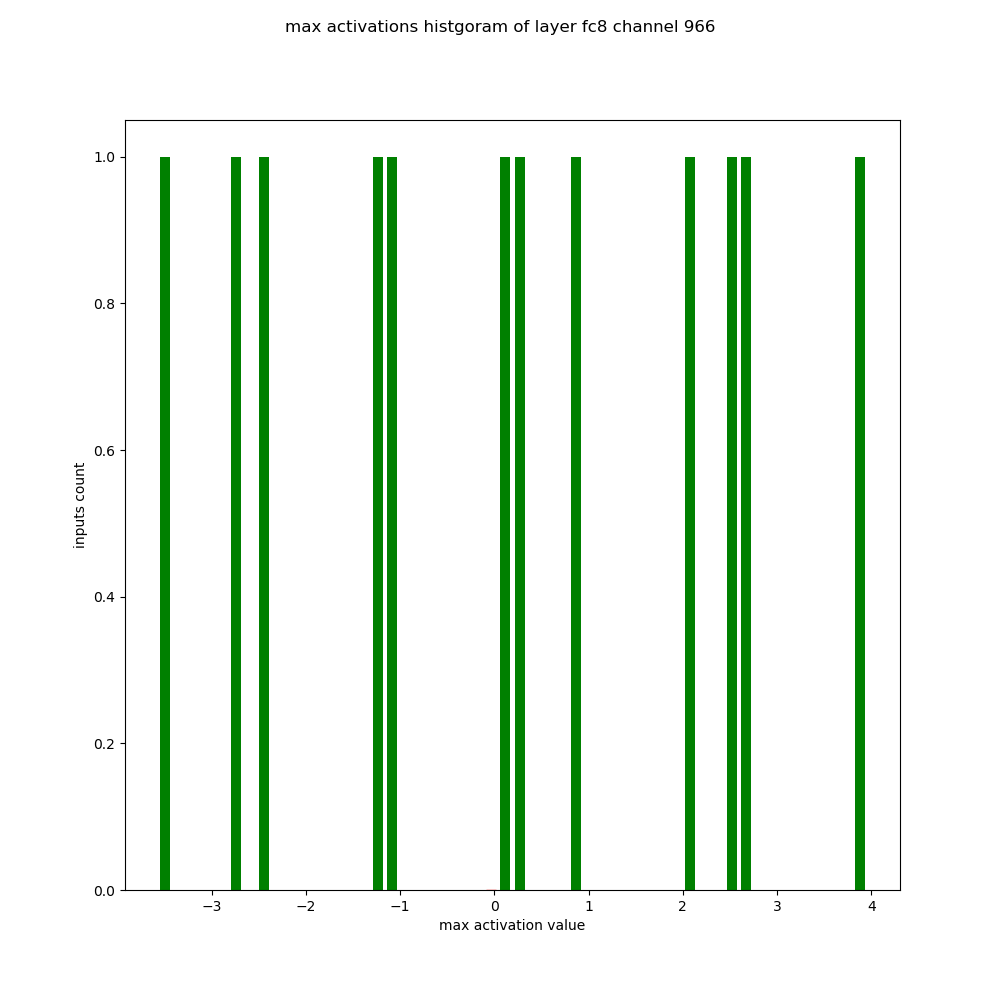 max activations histgoram of layer fc8 channel 966
1.0
0.8
0.6
0.4
0.2
0.0
inputs count
−3 −2 −1 0 1 2 3 4
max activation value